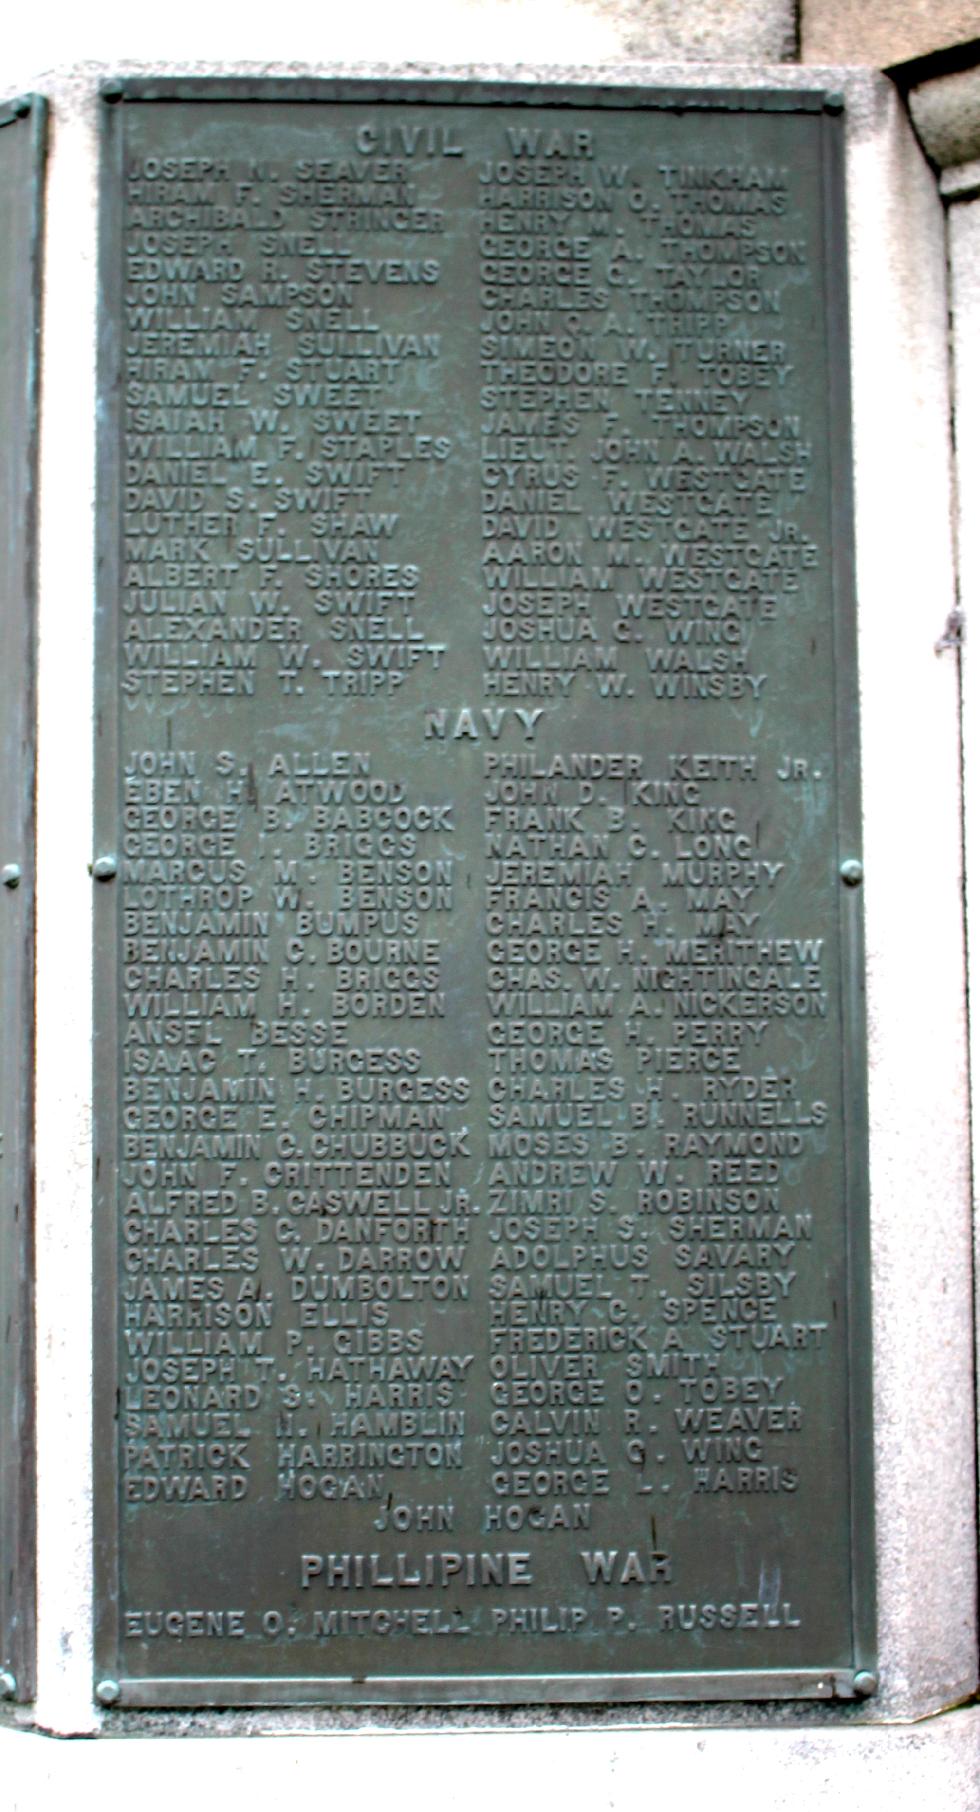 CIVIL WAR
JOSEPH N. SEAVER JOSEPH W. TINKHAM
HIRAM F. SHERMAN HARRISON O. THOMAS
ARCHIBALD STRINGER HENRY M. THOMAS
JOSEPH SNELL GEORGE A. THOMPSON
EDWARD R. STEVENS GEORGE C. TAYLOR
JOHN SAMPSON CHARLES THOMPSON
WILLIAM SNELL JOHN Q. A. TRIPP
JEREMIAH SULLIVAN SIMEON W. TURNER
HIRAM F. STUART THEODORE F. TOBEY
SAMUEL SWEET STEPHEN TENNEY
ISAIAH W. SWEET JAMES F. THOMPSON
WILLIAM F. STAPLES LIEUT JOHN A. WALSH
DANIEL E. SWIFT CYRUS F. WESTGATE
DAVID S. SWIFT DANIEL WESTGATE
LUTHER F. SHAW DAVID WESTGATE JR.
MARK SULLIVAN AARON M. WESTGATE
ALBERT F. SHORES WILLIAM WESTGATE
JULIAN W. SWIFT JOSEPH WESTGATE
ALEXANDER SNELL JOSHUA G. WING
WILLIAM W. SWIFT WILLIAM WALSH
STEPHEN T. TRIPP HENRY W. WINSBY
NAVY
JOHN S. ALLEN PHILANDER KEITH JR.
EBEN H. ATWOOD JOHN D. KING
GEORGE B. BABCOCK FRANK B. KING
GEORGE BRIGGS NATHAN C. LONG
MARCUS M. BENSON JEREMIAH MURPHY
LOTHROP W. BENSON FRANCIS A. MAY
BENJAMIN BUMPUS CHARLES H. MAY
BENJAMIN C. BOURNE GEORGE H. MERITHEW
CHARLES H. BRIGGS CHAS. W. NIGHTINGALE
WILLIAM H. BORDEN WILLIAM A. NICKERSON
ANSEL BESSE GEORGE H. PERRY
ISAAC T. BURGESS THOMAS PIERCE
BENJAMIN H. BURGESS CHARLES H. RYDER
GEORGE E. CHIPMAN SAMUEL B. RUNNELLS
BENJAMIN C. CHUBBUCK MOSES B. RAYMOND
JOHN F. CRITTENDEN ANDREW W. REED
ALFRED B. CASWELL JR. ZIMRI S. ROBINSON
CHARLES C. DANFORTH JOSEPH S. SHERMAN
CHARLES W. DARROW ADOLPHUS SAVARY
JAMES A. DUMBOLTON SAMUEL T. SILSBY
HARRISON ELLIS HENRY C. SPENCE
WILLIAM P. GIBBS FREDERICK A STUART
JOSEPH T. HATHAWAY OLIVER SMITH
LEONARD S. HARRIS GEORGE O. TOBEY
SAMUEL N. HAMBLIN CALVIN R. WEAVER
PATRICK HARRINGTON JOSHUA G. WING
EDWARD HOGAN GEORGE L. HARRIS
JOHN HOGAN
PHILLIPINE WAR
EUGENE O. MITCHELL PHILIP P. RUSSELL